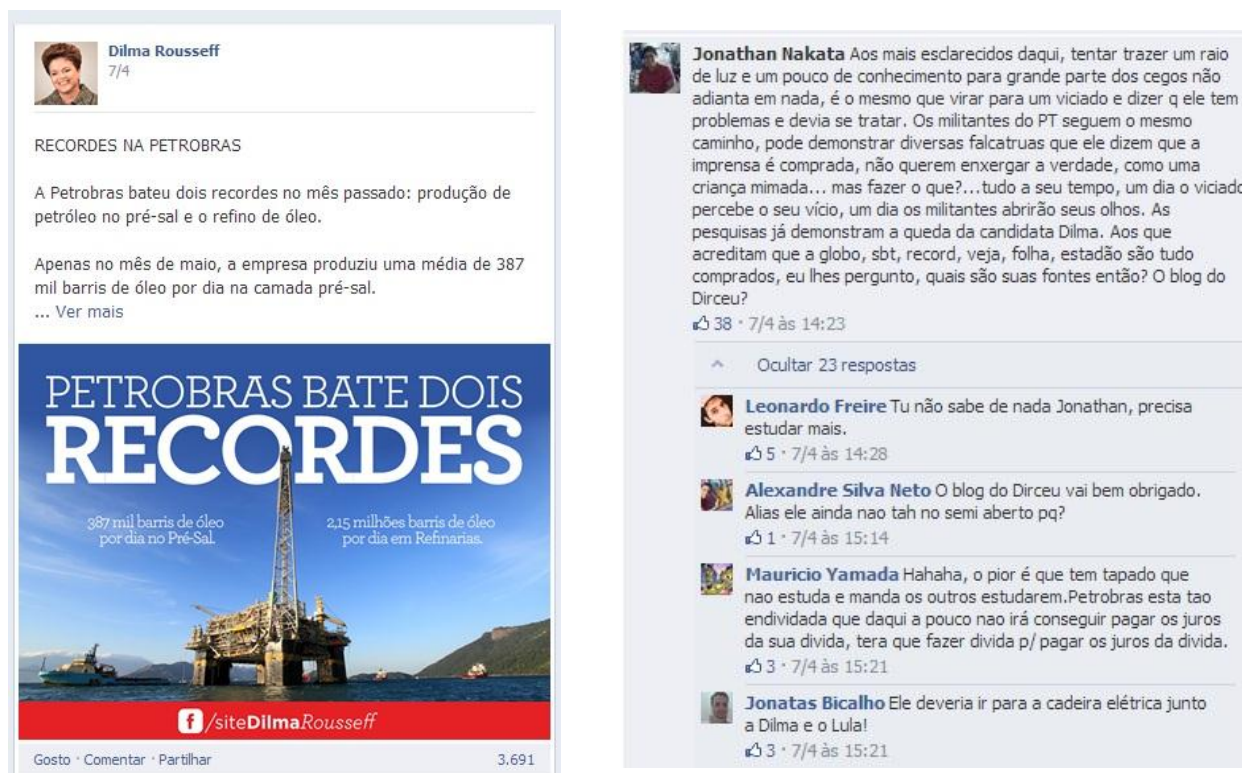 Dilma Rousseff
7/4
RECORDES NA PETROBRAS
A Petrobras bateu dois recordes no mês passado: produção de
petróleo no pré-sal e o refino de óleo.
Apenas no mês de maio, a empresa produziu uma média de 387
mil barris de óleo por dia na camada pré-sal.
... Ver mais
PETROBRAS BATE DOIS
RECORDES
387 mil barris de óleo
por dia no Pré-Sal.
2,15 milhões barris de óleo
por dia em Refinarias.
f /siteDilmaRousseff
Gosto · Comentar · Partilhar 3.691
Jonathan Nakata Aos mais esclarecidos daqui, tentar trazer um raio
de luz e um pouco de conhecimento para grande parte dos cegos não
adianta em nada, é o mesmo que virar para um viciado e dizer q ele tem
problemas e devia se tratar. Os militantes do PT seguem o mesmo
caminho, pode demonstrar diversas falcatruas que ele dizem que a
imprensa é comprada, não querem enxergar a verdade, como uma
criança mimada... mas fazer o que?...tudo a seu tempo, um dia o viciado
percebe o seu vício, um dia os militantes abrirão seus olhos. As
pesquisas já demonstram a queda da candidata Dilma. Aos que
acreditam que a globo, sbt, record, veja, folha, estadão são tudo
comprados, eu lhes pergunto, quais são suas fontes então? O blog do
Dirceu?
38 · 7/4 às 14:23
Ocultar 23 respostas
Leonardo Freire Tu não sabe de nada Jonathan, precisa
estudar mais.
5 · 7/4 às 14:28
Alexandre Silva Neto O blog do Dirceu vai bem obrigado.
Alias ele ainda nao tah no semi aberto pq?
1 · 7/4 às 15:14
Mauricio Yamada Hahaha, o pior é que tem tapado que
nao estuda e manda os outros estudarem.Petrobras esta tao
endividada que daqui a pouco nao irá conseguir pagar os juros
da sua divida, tera que fazer divida p/ pagar os juros da divida.
3 · 7/4 às 15:21
Jonatas Bicalho Ele deveria ir para a cadeira elétrica junto
a Dilma e o Lula!
3 · 7/4 às 15:21